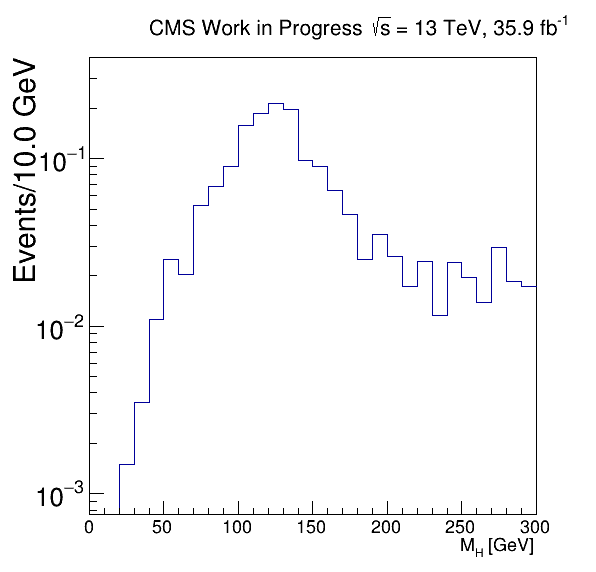 CMS Work in Progress √s = 13 TeV, 35.9 fb⁻¹
Events/10.0 GeV
10⁻¹
10⁻²
10⁻³
0 50 100 150 200 250 300
M_H [GeV]